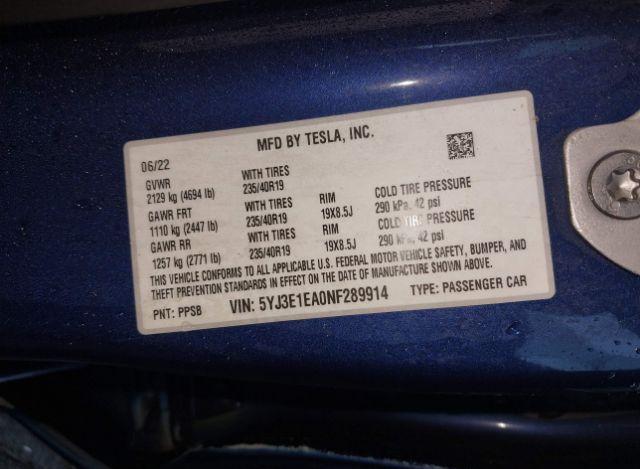 MFD BY TESLA, INC.
06/22
GVWR WITH TIRES
2129 kg (4694 lb) 235/40R19
GAWR FRT WITH TIRES RIM COLD TIRE PRESSURE
1110 kg (2447 lb) 235/40R19 19X8.5J 290 kPa, 42 psi
GAWR RR WITH TIRES RIM COLD TIRE PRESSURE
1257 kg (2771 lb) 235/40R19 19X8.5J 290 kPa, 42 psi
THIS VEHICLE CONFORMS TO ALL APPLICABLE U.S. FEDERAL MOTOR VEHICLE SAFETY, BUMPER, AND
THEFT PREVENTION STANDARDS IN EFFECT ON THE DATE OF MANUFACTURE SHOWN ABOVE.
PNT: PPSB VIN: 5YJ3E1EA0NF289914 TYPE: PASSENGER CAR